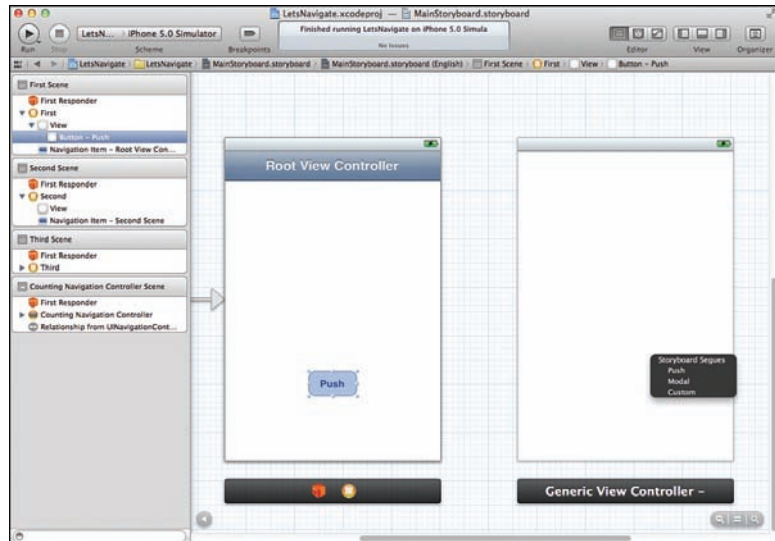 LetsNavigate.xcodeproj — MainStoryboard.storyboard
LetsN... iPhone 5.0 Simulator
Finished running LetsNavigate on iPhone 5.0 Simula
No Issues
Run Stop Scheme Breakpoints Editor View Organizer
LetsNavigate LetsNavigate MainStoryboard.storyboard MainStoryboard.storyboard (English) First Scene First View Button - Push
First Scene
First Responder
First
View
Button - Push
Navigation Item - Root View Con...
Second Scene
First Responder
Second
View
Navigation Item - Second Scene
Third Scene
First Responder
Third
Counting Navigation Controller Scene
First Responder
Counting Navigation Controller
Relationship from UINavigationCont...
Root View Controller
Push
Storyboard Segues
Push
Modal
Custom
Generic View Controller -